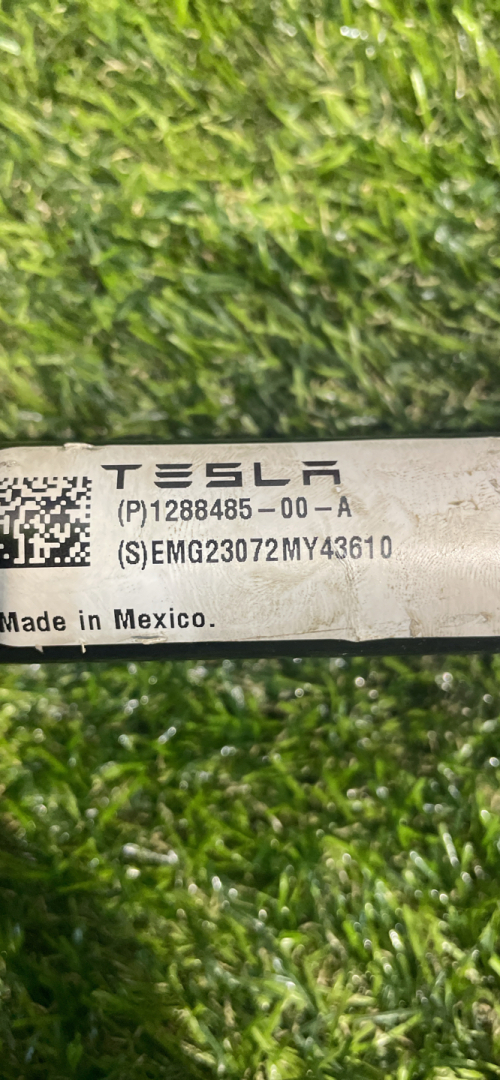 TESLA
(P)1288485-00-A
(S)EMG23072MY43610
Made in Mexico.